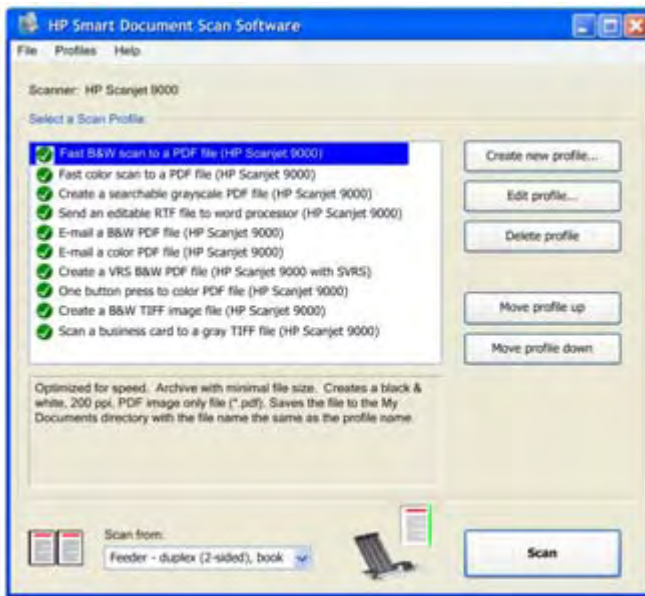 HP Smart Document Scan Software
File Profiles Help
Scanner: HP Scanjet 9000
Select a Scan Profile
Fast B&W scan to a PDF file (HP Scanjet 9000)
Fast color scan to a PDF file (HP Scanjet 9000)
Create a searchable grayscale PDF file (HP Scanjet 9000)
Send an editable RTF file to word processor (HP Scanjet 9000)
E-mail a B&W PDF file (HP Scanjet 9000)
E-mail a color PDF file (HP Scanjet 9000)
Create a VRS B&W PDF file (HP Scanjet 9000 with SVRS)
One button press to color PDF file (HP Scanjet 9000)
Create a B&W TIFF image file (HP Scanjet 9000)
Scan a business card to a gray TIFF file (HP Scanjet 9000)
Create new profile...
Edit profile...
Delete profile
Move profile up
Move profile down
Optimized for speed. Archive with minimal file size. Creates a black &
white, 200 ppi, PDF image only file (*.pdf). Saves the file to the My
Documents directory with the file name the same as the profile name.
Scan from:
Feeder - duplex (2-sided), book
Scan